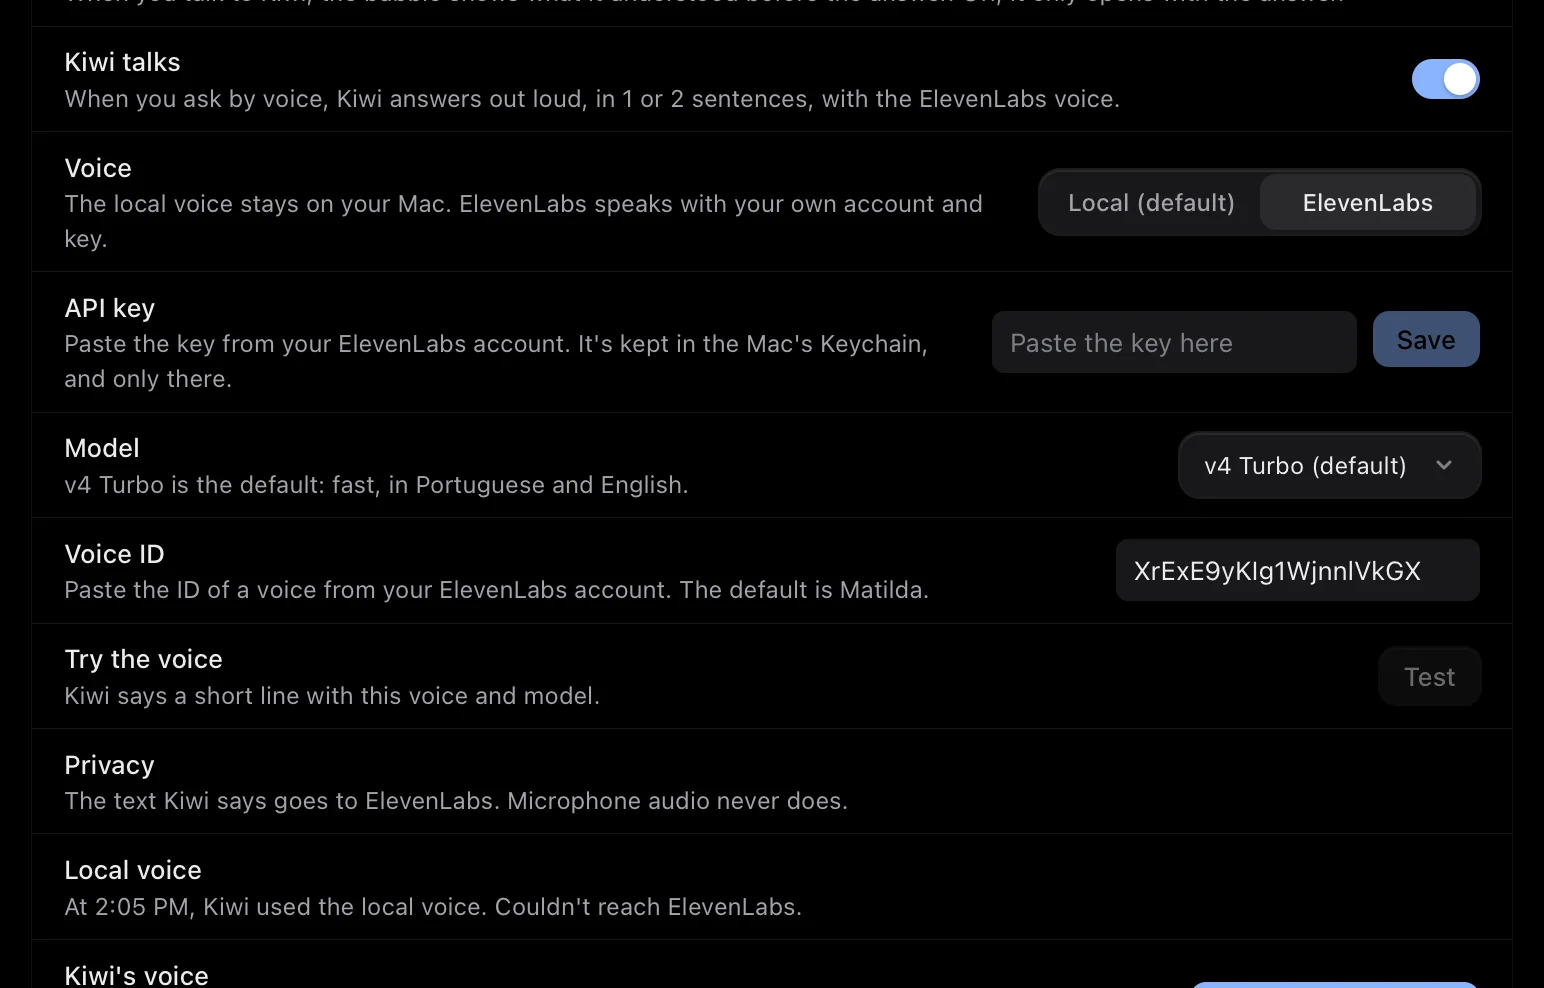 Kiwi talks
When you ask by voice, Kiwi answers out loud, in 1 or 2 sentences, with the ElevenLabs voice.
Voice
The local voice stays on your Mac. ElevenLabs speaks with your own account and
key.
Local (default)
ElevenLabs
API key
Paste the key from your ElevenLabs account. It's kept in the Mac's Keychain,
and only there.
Paste the key here
Save
Model
v4 Turbo is the default: fast, in Portuguese and English.
v4 Turbo (default)
Voice ID
Paste the ID of a voice from your ElevenLabs account. The default is Matilda.
XrExE9yKIg1WjnnlVkGX
Try the voice
Kiwi says a short line with this voice and model.
Test
Privacy
The text Kiwi says goes to ElevenLabs. Microphone audio never does.
Local voice
At 2:05 PM, Kiwi used the local voice. Couldn't reach ElevenLabs.
Kiwi's voice